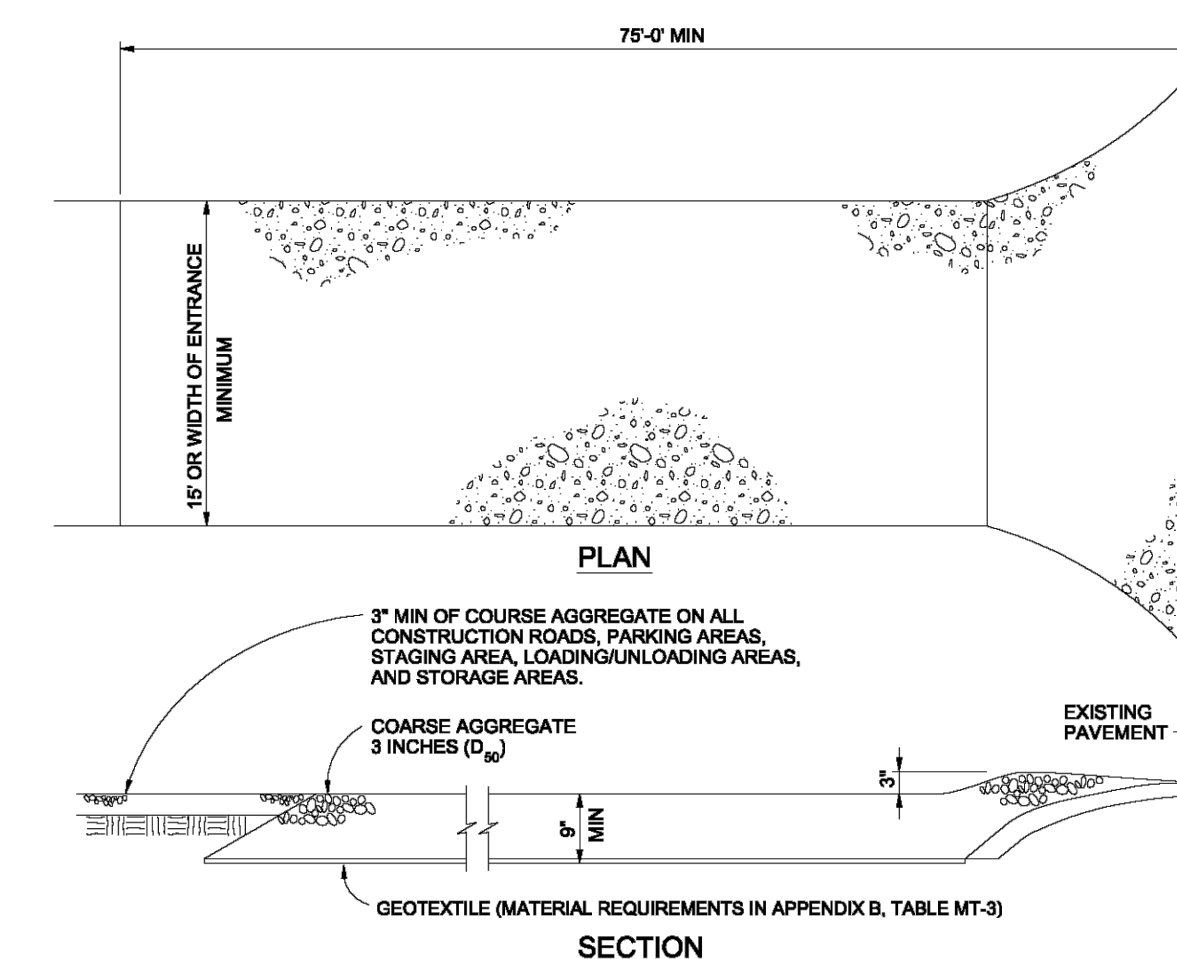 75'-0' MIN
15' OR WIDTH OF ENTRANCE
MINIMUM
PLAN
3" MIN OF COURSE AGGREGATE ON ALL
CONSTRUCTION ROADS, PARKING AREAS,
STAGING AREA, LOADING/UNLOADING AREAS,
AND STORAGE AREAS.
COARSE AGGREGATE
3 INCHES (D50)
EXISTING
PAVEMENT
3"
9"
MIN
GEOTEXTILE (MATERIAL REQUIREMENTS IN APPENDIX B, TABLE MT-3)
SECTION